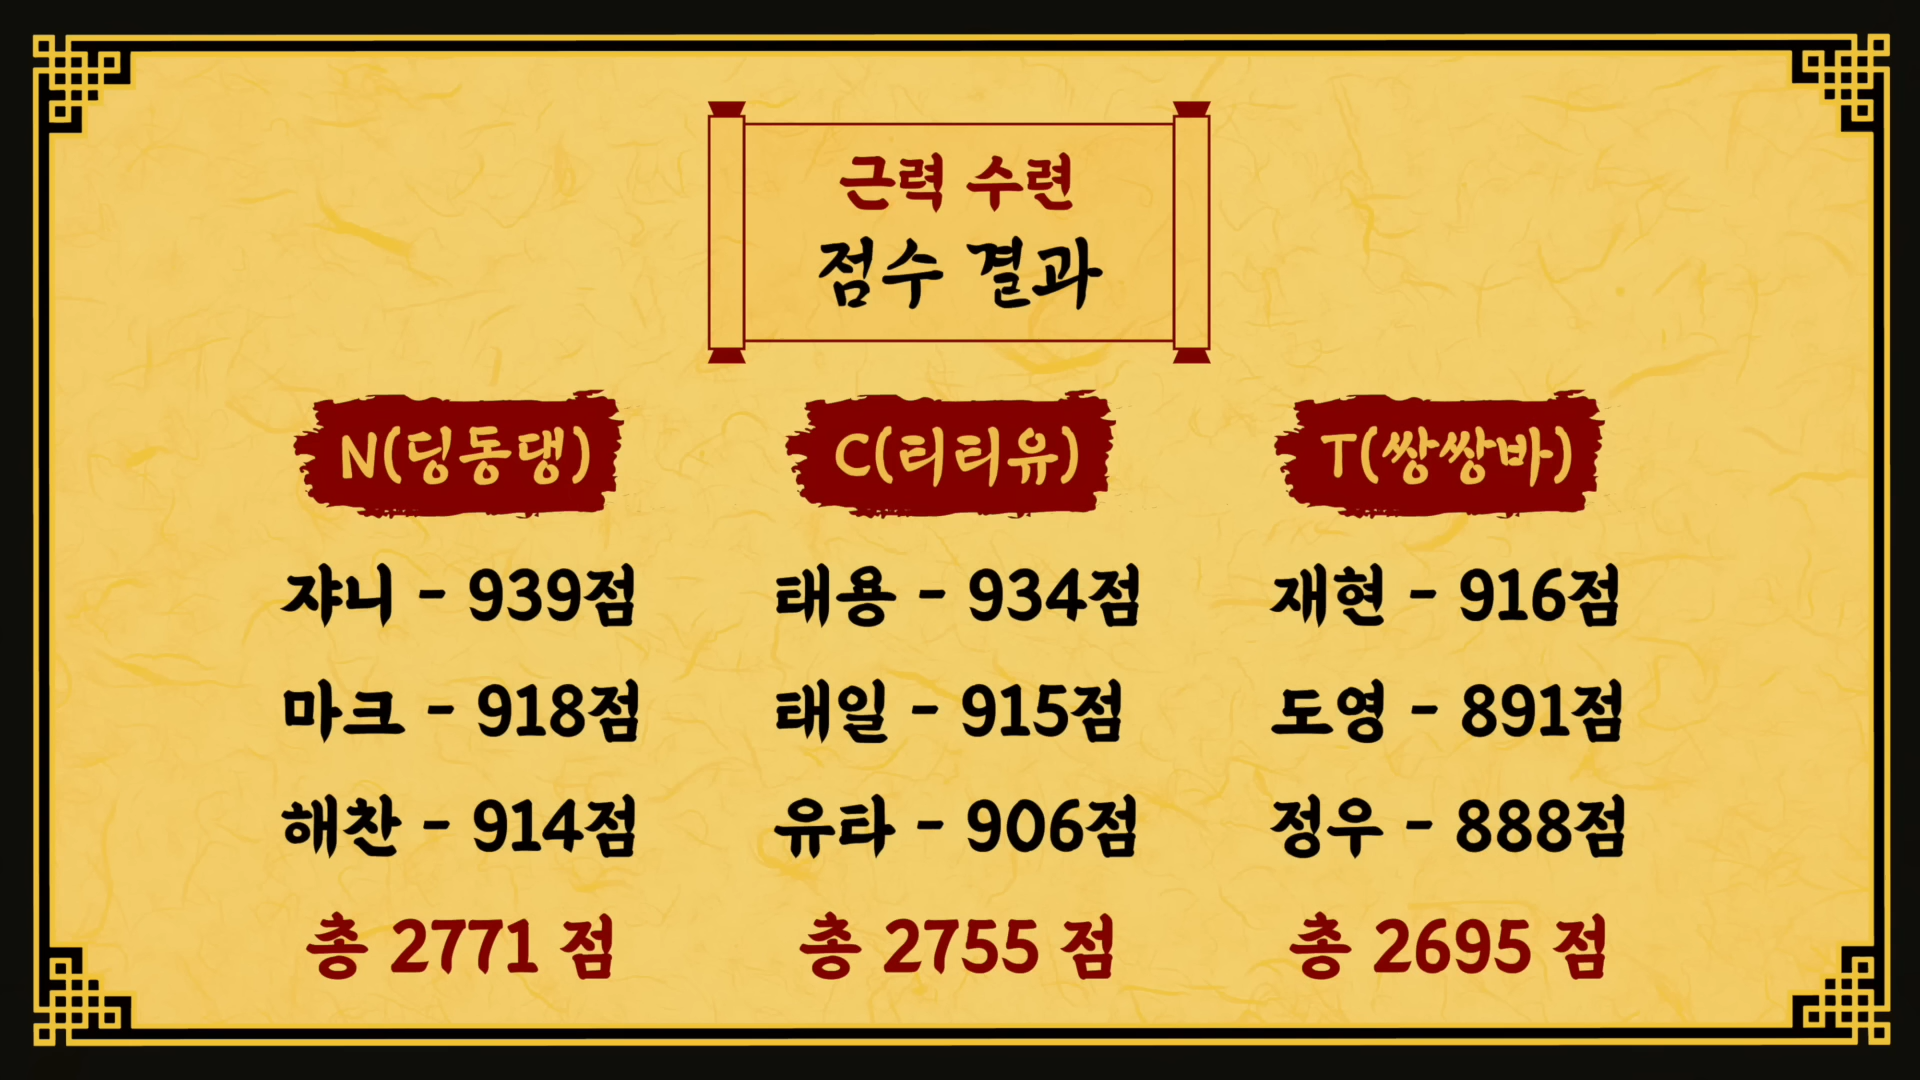 근력 수련
점수 결과
N(딩동댕)
쟈니 - 939점
마크 - 918점
해찬 - 914점
총 2771 점
C(티티유)
태용 - 934점
태일 - 915점
유타 - 906점
총 2755 점
T(쌍쌍바)
재현 - 916점
도영 - 891점
정우 - 888점
총 2695 점